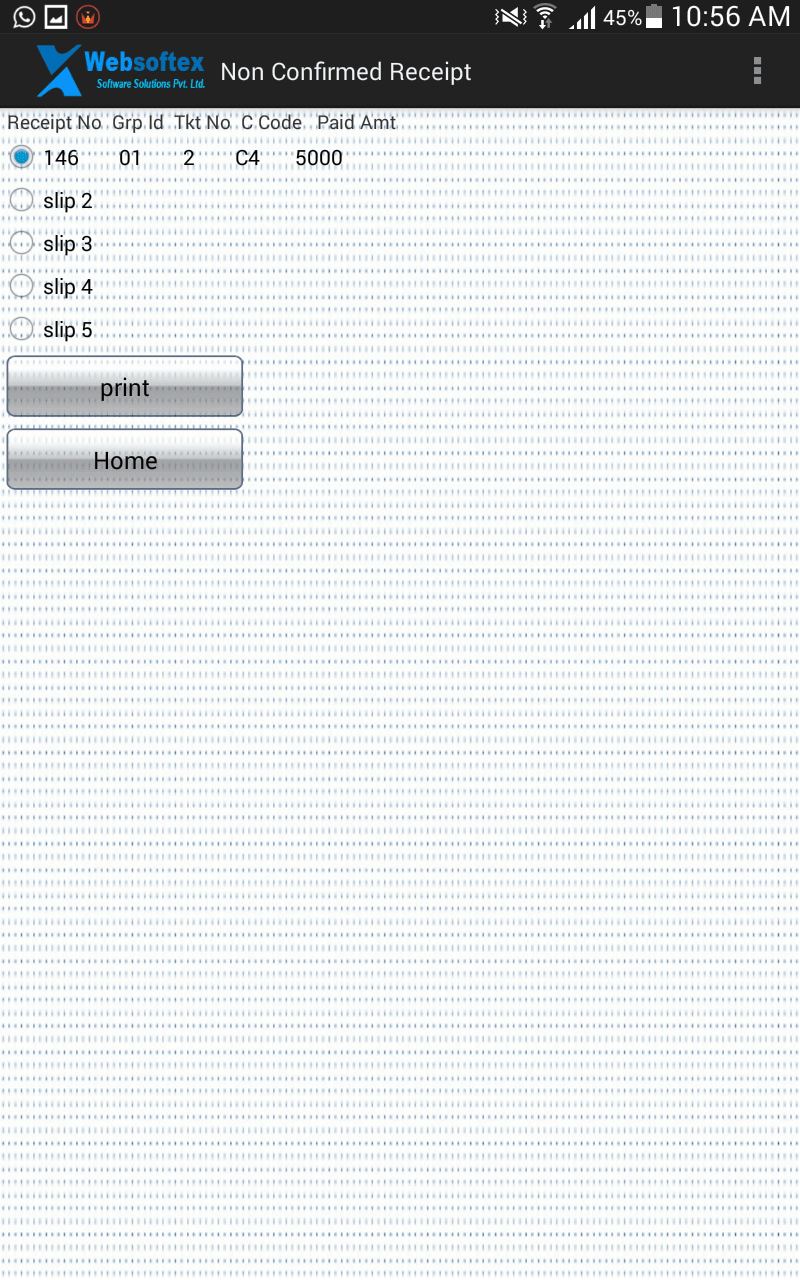 45% 10:56 AM
Websoftex
Software Solutions Pvt. Ltd.
Non Confirmed Receipt
Receipt No Grp Id Tkt No C Code Paid Amt
146 01 2 C4 5000
slip 2
slip 3
slip 4
slip 5
print
Home